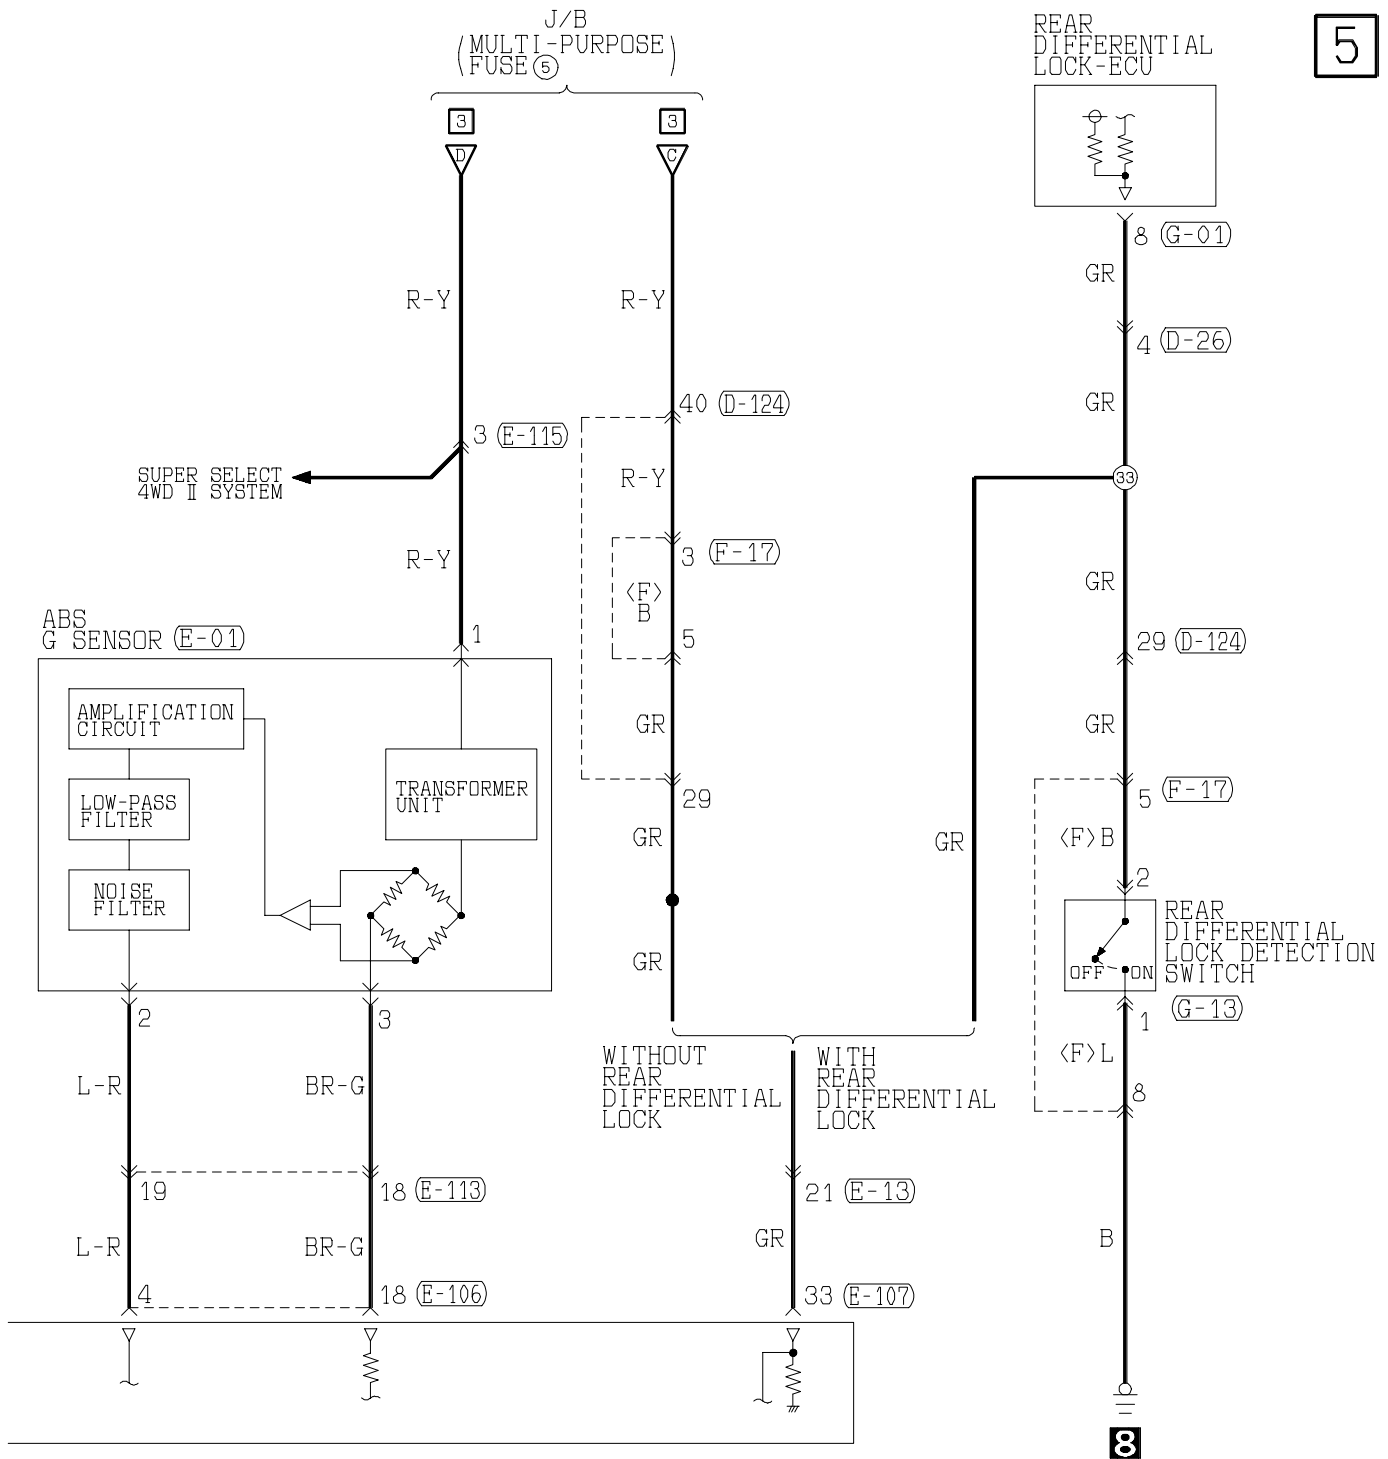 J/B
(MULTI-PURPOSE
FUSE⑤)
REAR
DIFFERENTIAL
LOCK-ECU
5
3
3
D
C
8 (G-01)
GR
R-Y
R-Y
4 (D-26)
GR
40 (D-124)
3 (E-115)
SUPER SELECT
4WD Ⅱ SYSTEM
R-Y
33
R-Y
3 (F-17)
GR
<F>
B
ABS
G SENSOR (E-01)
1
5
29 (D-124)
AMPLIFICATION
CIRCUIT
GR
GR
TRANSFORMER
UNIT
LOW-PASS
FILTER
29
5 (F-17)
GR
GR
<F>B
NOISE
FILTER
2
REAR
DIFFERENTIAL
LOCK DETECTION
SWITCH
GR
OFF
ON
2
3
1
(G-13)
WITHOUT
REAR
DIFFERENTIAL
LOCK
WITH
REAR
DIFFERENTIAL
LOCK
<F>L
L-R
BR-G
8
19
18 (E-113)
21 (E-13)
L-R
BR-G
GR
B
4
18 (E-106)
33 (E-107)
8